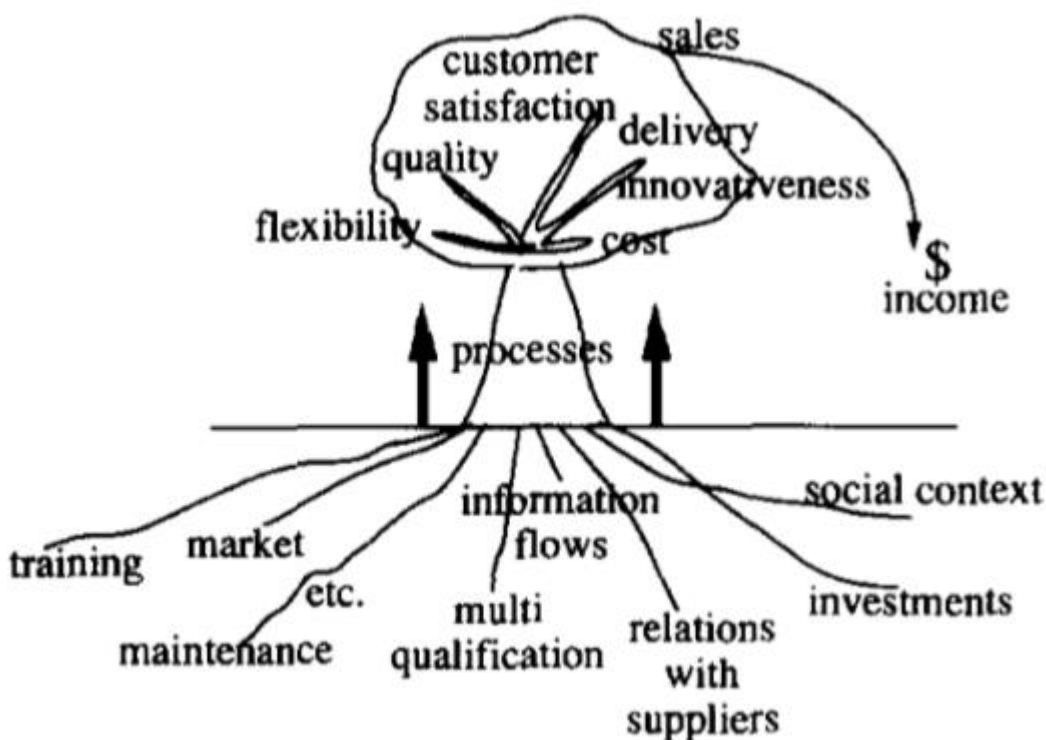 sales
customer
satisfaction
delivery
quality
innovativeness
flexibility
cost
$
income
processes
information
flows
social context
training
market
etc.
multi
qualification
investments
maintenance
relations
with
suppliers